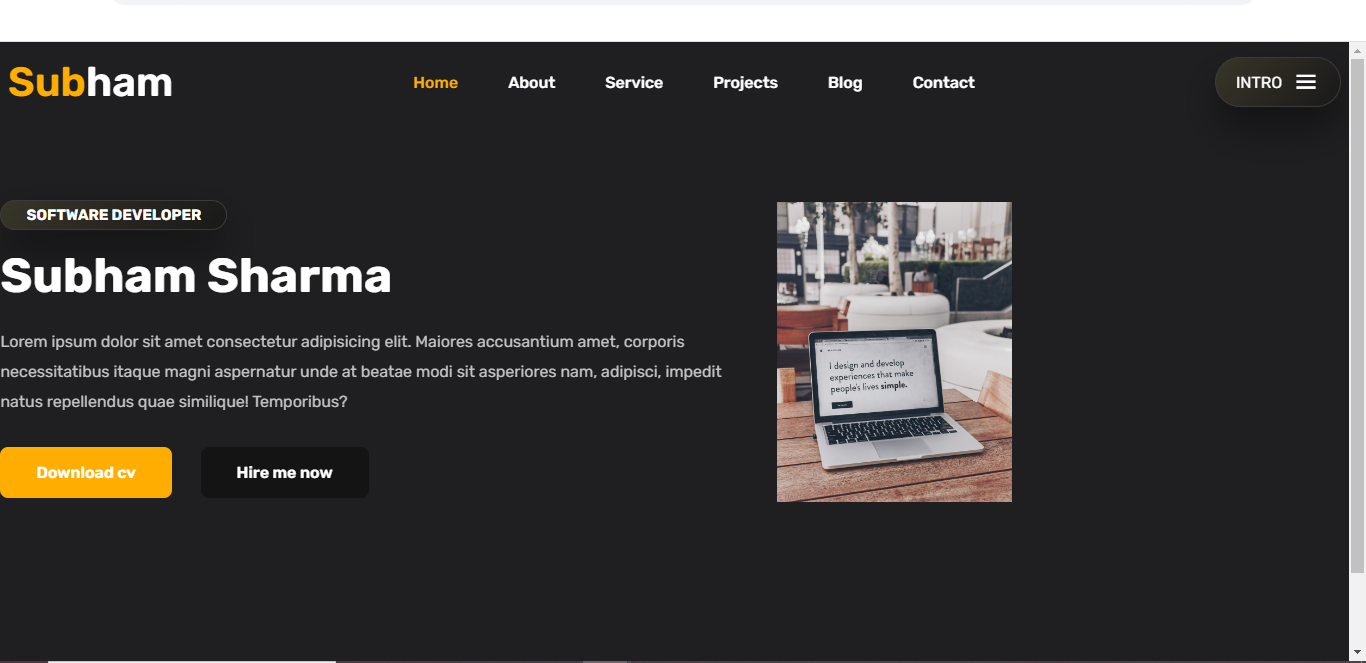 Subham
Home About Service Projects Blog Contact
INTRO
SOFTWARE DEVELOPER
Subham Sharma
Lorem ipsum dolor sit amet consectetur adipisicing elit. Maiores accusantium amet, corporis
necessitatibus itaque magni aspernatur unde at beatae modi sit asperiores nam, adipisci, impedit
natus repellendus quae similique! Temporibus?
Download cv
Hire me now
I design and develop
experiences that make
people's lives simple.